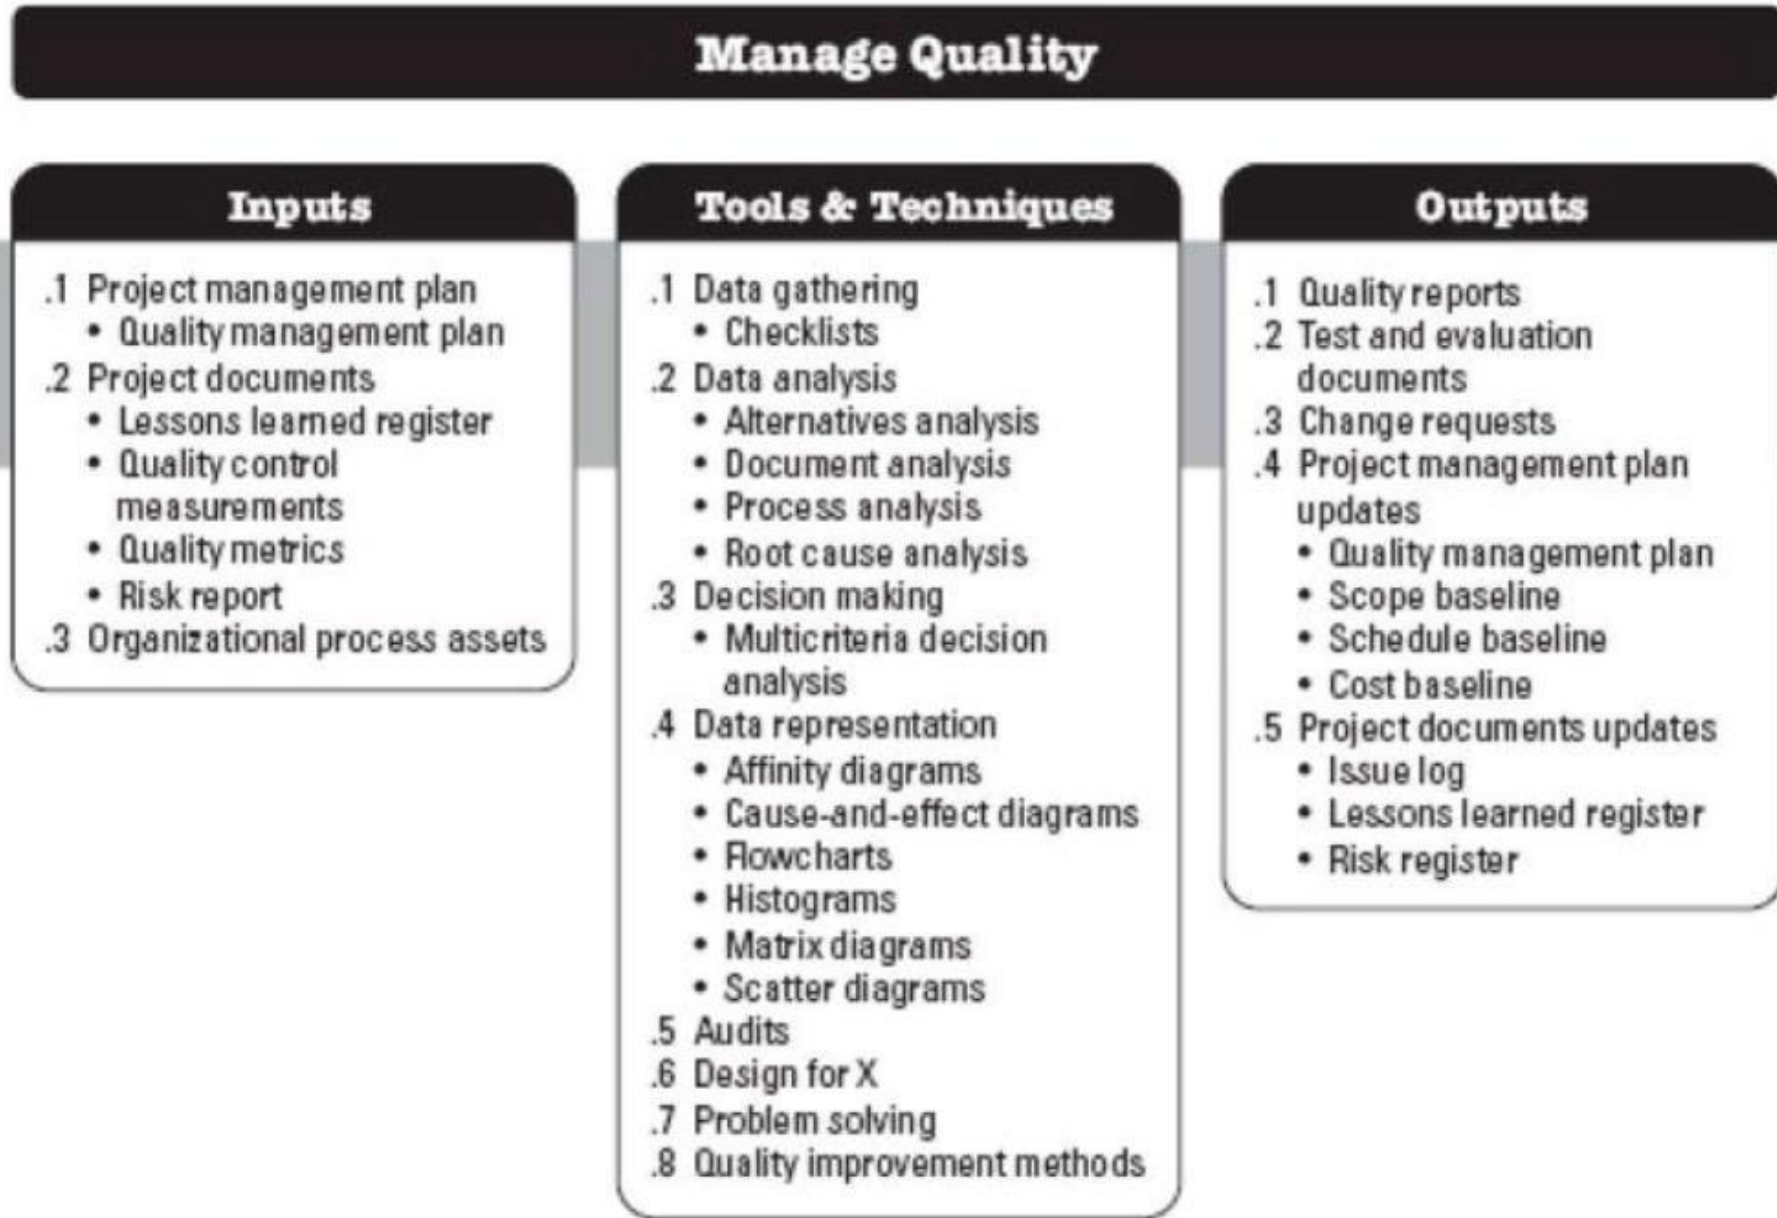 Manage Quality
Inputs
.1 Project management plan
• Quality management plan
.2 Project documents
• Lessons learned register
• Quality control
measurements
• Quality metrics
• Risk report
.3 Organizational process assets
Tools & Techniques
.1 Data gathering
• Checklists
.2 Data analysis
• Alternatives analysis
• Document analysis
• Process analysis
• Root cause analysis
.3 Decision making
• Multicriteria decision
analysis
.4 Data representation
• Affinity diagrams
• Cause-and-effect diagrams
• Flowcharts
• Histograms
• Matrix diagrams
• Scatter diagrams
.5 Audits
.6 Design for X
.7 Problem solving
.8 Quality improvement methods
Outputs
.1 Quality reports
.2 Test and evaluation
documents
.3 Change requests
.4 Project management plan
updates
• Quality management plan
• Scope baseline
• Schedule baseline
• Cost baseline
.5 Project documents updates
• Issue log
• Lessons learned register
• Risk register